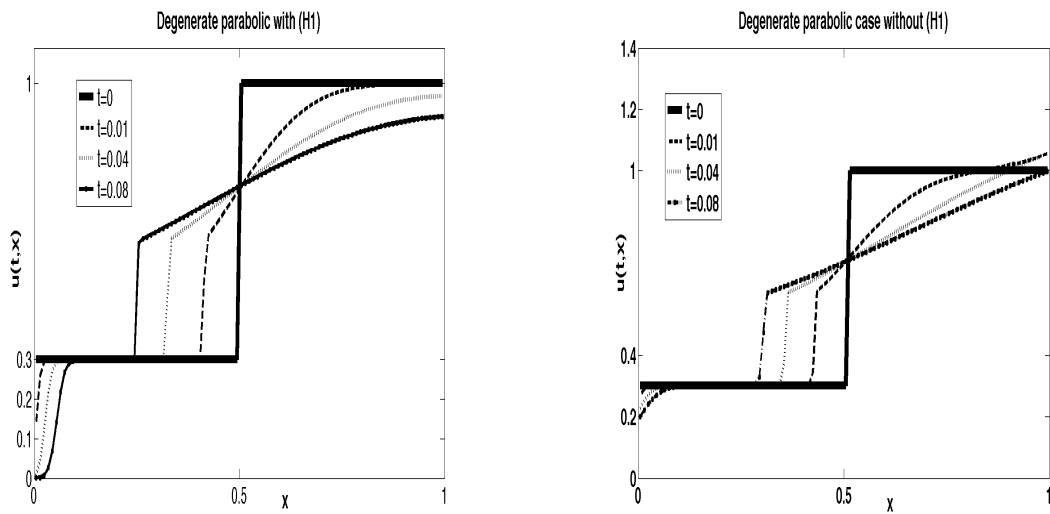 Degenerate parabolic with (H1)
1
0.3
0.2
0.1
0
u(t,x)
t=0
t=0.01
t=0.04
t=0.08
0
0.5
1
x
Degenerate parabolic case without (H1)
1.4
1.2
1
0.4
0.2
0
u(t,x)
t=0
t=0.01
t=0.04
t=0.08
0
0.5
1
x